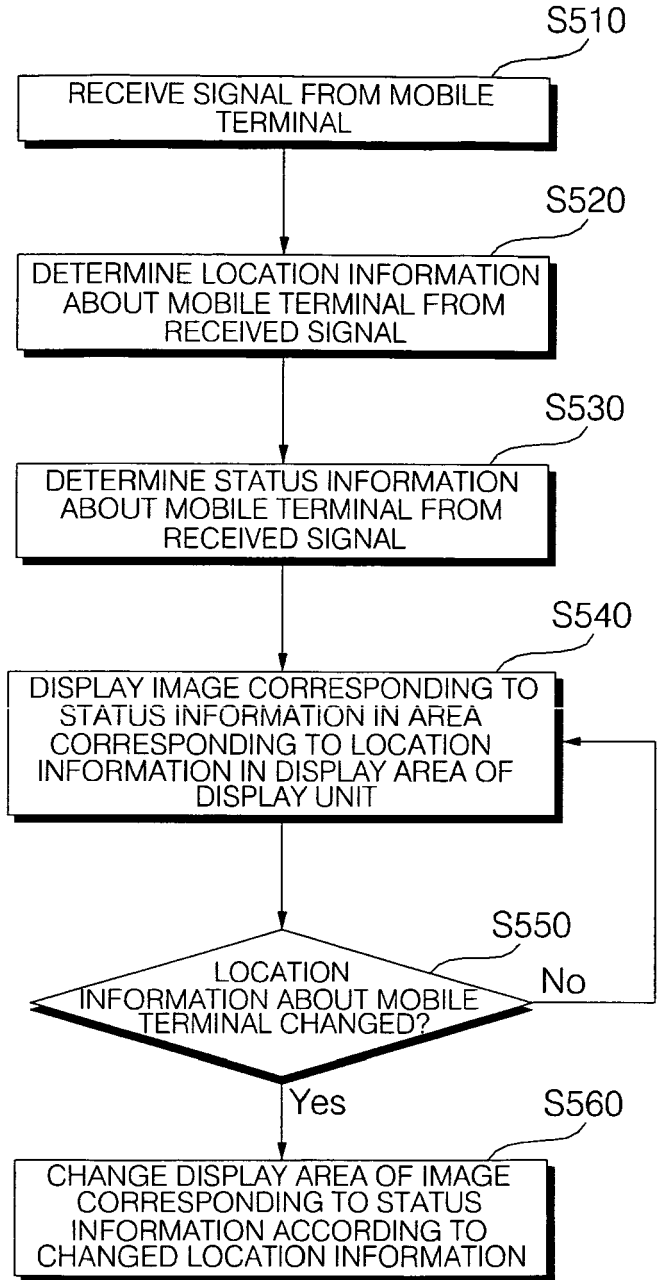 S510
RECEIVE SIGNAL FROM MOBILE
TERMINAL
S520
DETERMINE LOCATION INFORMATION
ABOUT MOBILE TERMINAL FROM
RECEIVED SIGNAL
S530
DETERMINE STATUS INFORMATION
ABOUT MOBILE TERMINAL FROM
RECEIVED SIGNAL
S540
DISPLAY IMAGE CORRESPONDING TO
STATUS INFORMATION IN AREA
CORRESPONDING TO LOCATION
INFORMATION IN DISPLAY AREA OF
DISPLAY UNIT
S550
LOCATION
INFORMATION ABOUT MOBILE
TERMINAL CHANGED?
No
Yes
S560
CHANGE DISPLAY AREA OF IMAGE
CORRESPONDING TO STATUS
INFORMATION ACCORDING TO
CHANGED LOCATION INFORMATION